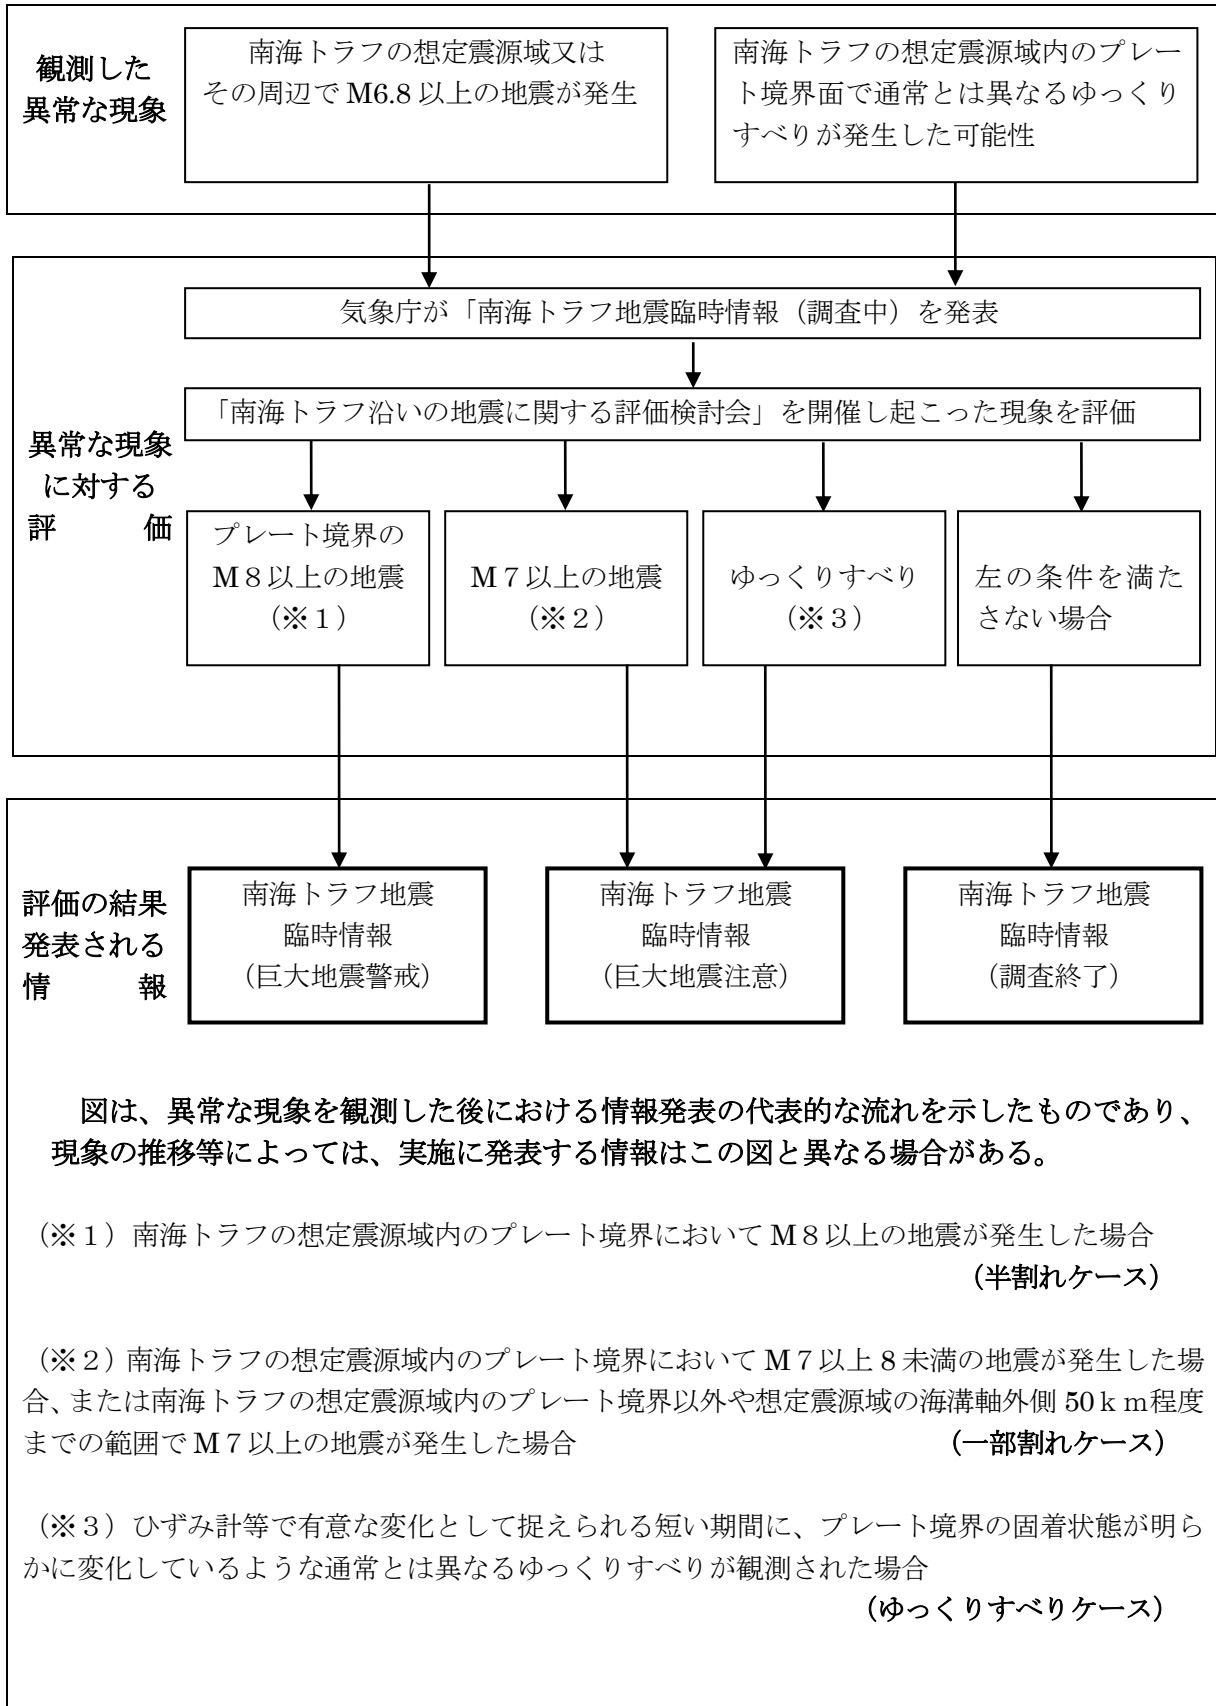 観測した
異常な現象
南海トラフの想定震源域又は
その周辺で M6.8 以上の地震が発生
南海トラフの想定震源域内のプレー
ト境界面で通常とは異なるゆっくり
すべりが発生した可能性
異常な現象
に対する
評　　　価
気象庁が「南海トラフ地震臨時情報（調査中）を発表
「南海トラフ沿いの地震に関する評価検討会」を開催し起こった現象を評価
プレート境界の
M８以上の地震
（※１）
M７以上の地震
（※２）
ゆっくりすべり
（※３）
左の条件を満た
さない場合
評価の結果
発表される
情　　　報
南海トラフ地震
臨時情報
（巨大地震警戒）
南海トラフ地震
臨時情報
（巨大地震注意）
南海トラフ地震
臨時情報
（調査終了）
図は、異常な現象を観測した後における情報発表の代表的な流れを示したものであり、
現象の推移等によっては、実施に発表する情報はこの図と異なる場合がある。
（※１）南海トラフの想定震源域内のプレート境界において M８以上の地震が発生した場合
（半割れケース）
（※２）南海トラフの想定震源域内のプレート境界において M７以上８未満の地震が発生した場
合、または南海トラフの想定震源域内のプレート境界以外や想定震源域の海溝軸外側 50ｋｍ程度
までの範囲で M７以上の地震が発生した場合　（一部割れケース）
（※３）ひずみ計等で有意な変化として捉えられる短い期間に、プレート境界の固着状態が明ら
かに変化しているような通常とは異なるゆっくりすべりが観測された場合
（ゆっくりすべりケース）